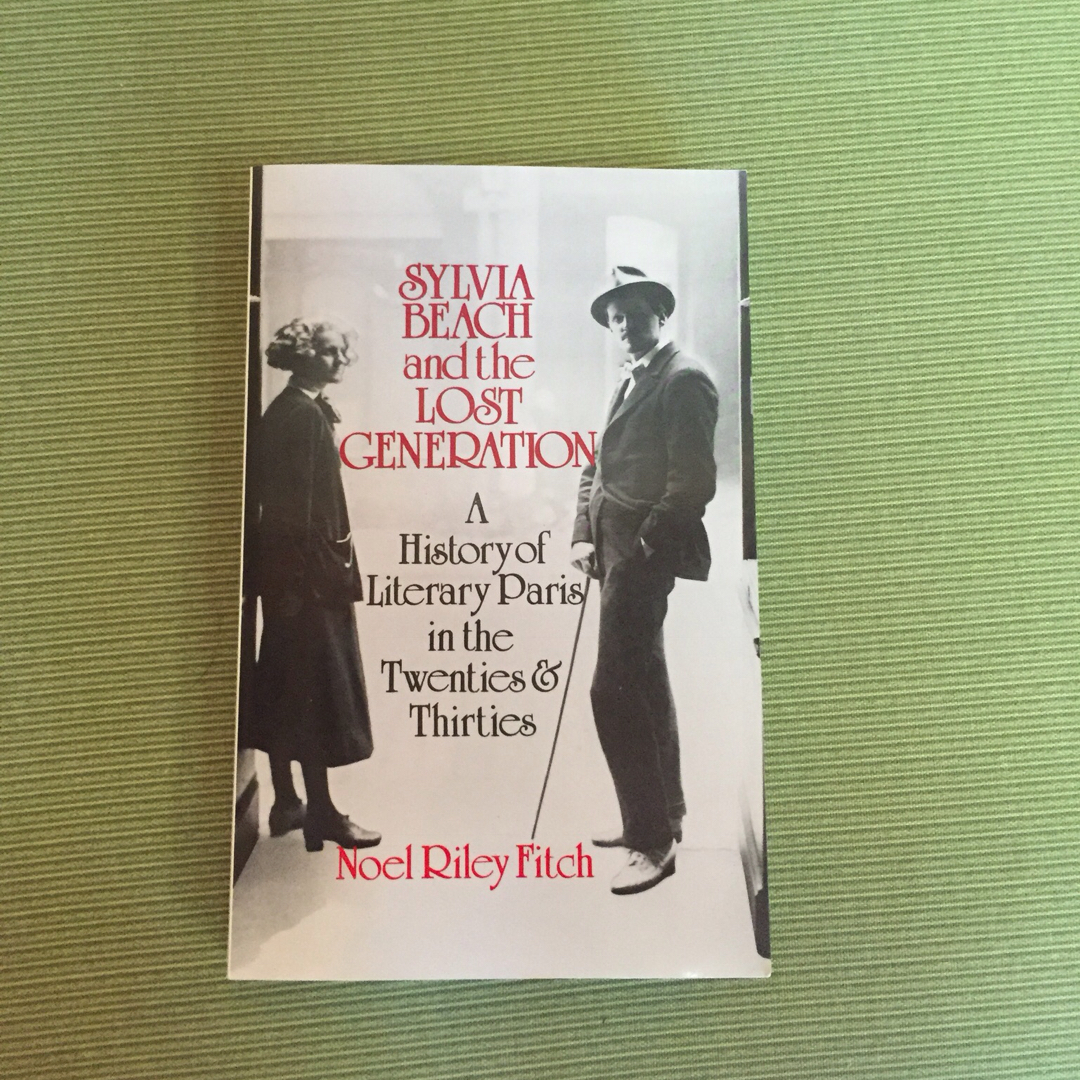 SYLVIA
BEACH
and the
LOST
GENERATION
A
History of
Literary Paris
in the
Twenties &
Thirties
Noel Riley Fitch